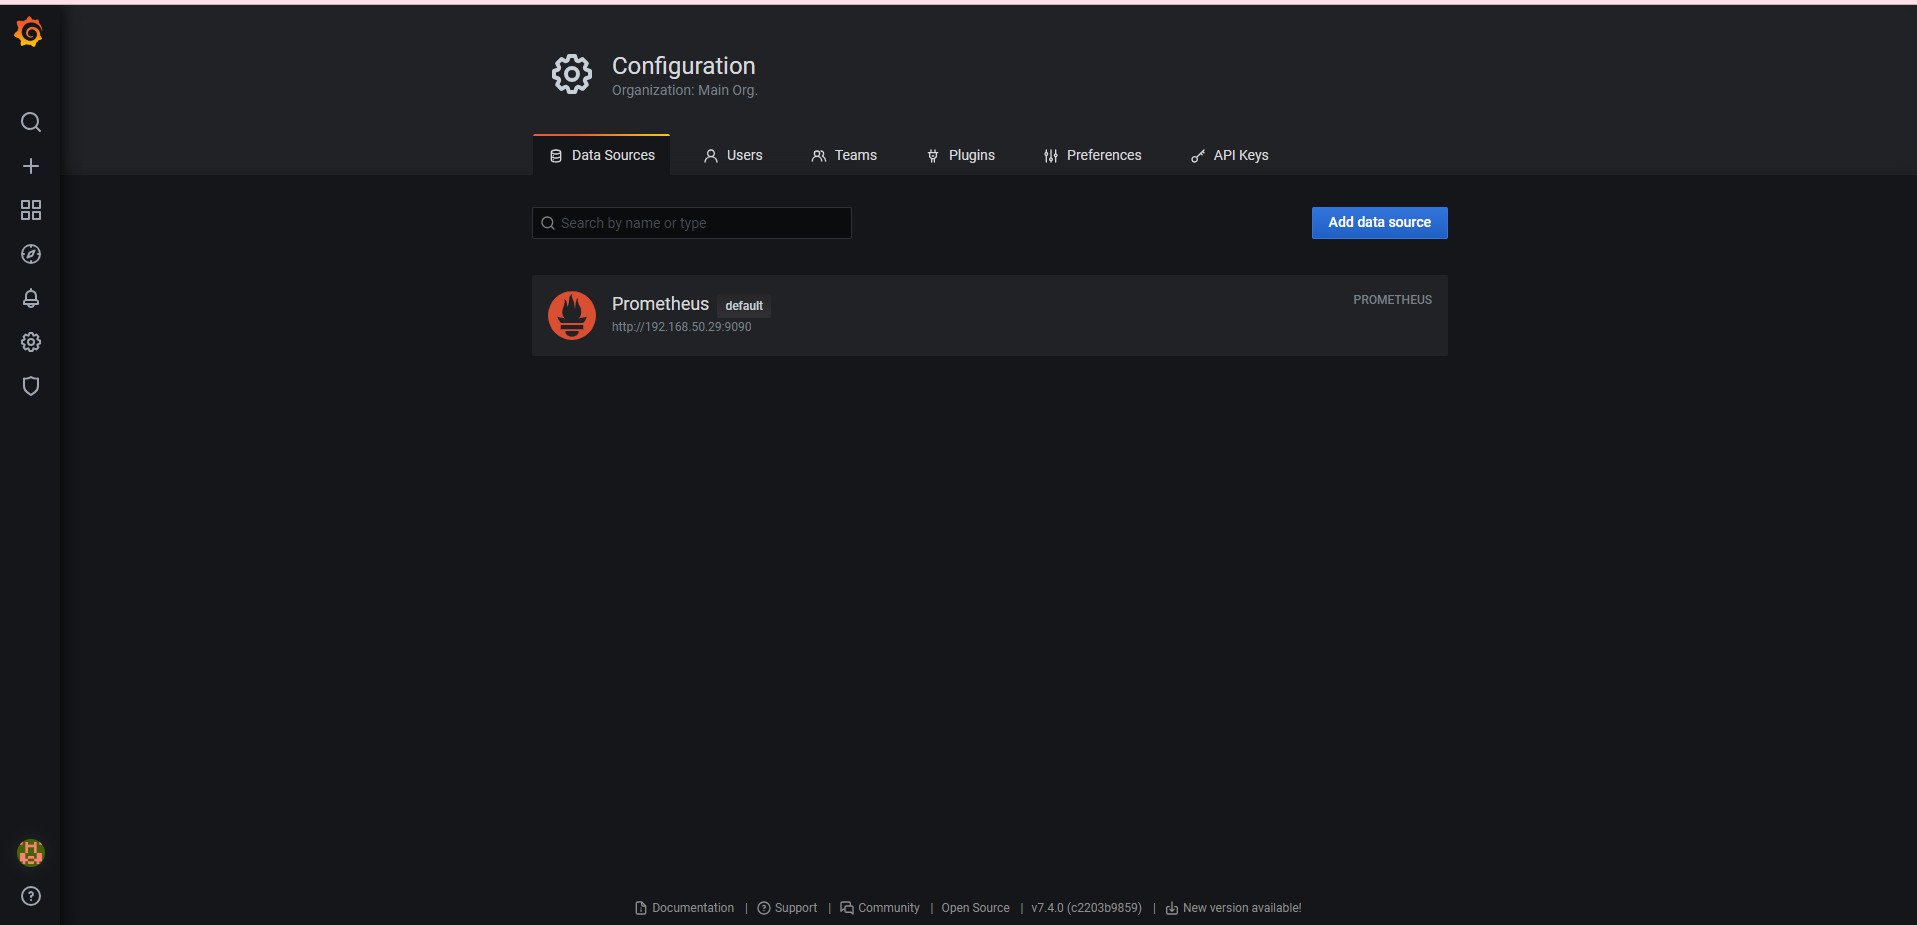 Configuration
Organization: Main Org.
Data Sources
Users
Teams
Plugins
Preferences
API Keys
Search by name or type
Add data source
Prometheus default
PROMETHEUS
http://192.168.50.29:9090
Documentation | Support | Community | Open Source | v7.4.0 (c2203b9859) | New version available!